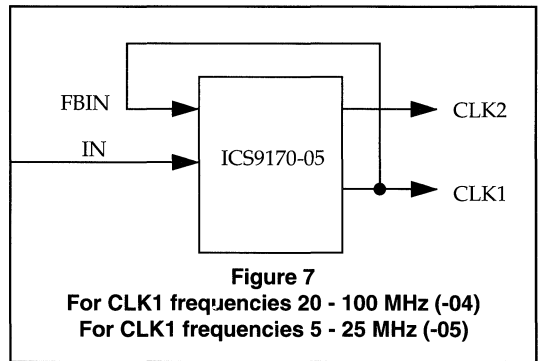 FBIN
CLK2
IN
ICS9170-05
CLK1
Figure 7
For CLK1 frequencies 20 - 100 MHz (-04)
For CLK1 frequencies 5 - 25 MHz (-05)